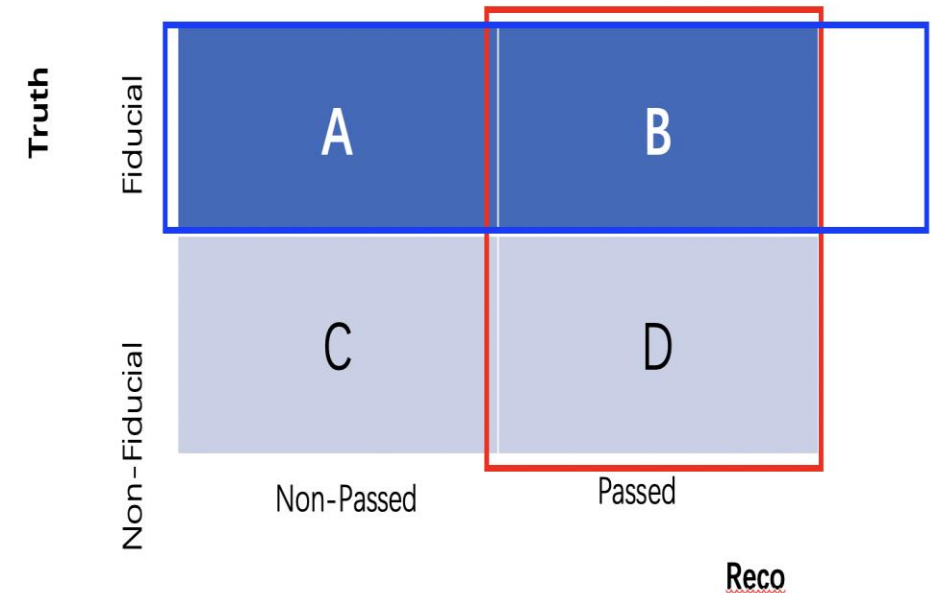 Truth
Fiducial
A
B
Non-Fiducial
C
D
Non-Passed
Passed
Reco